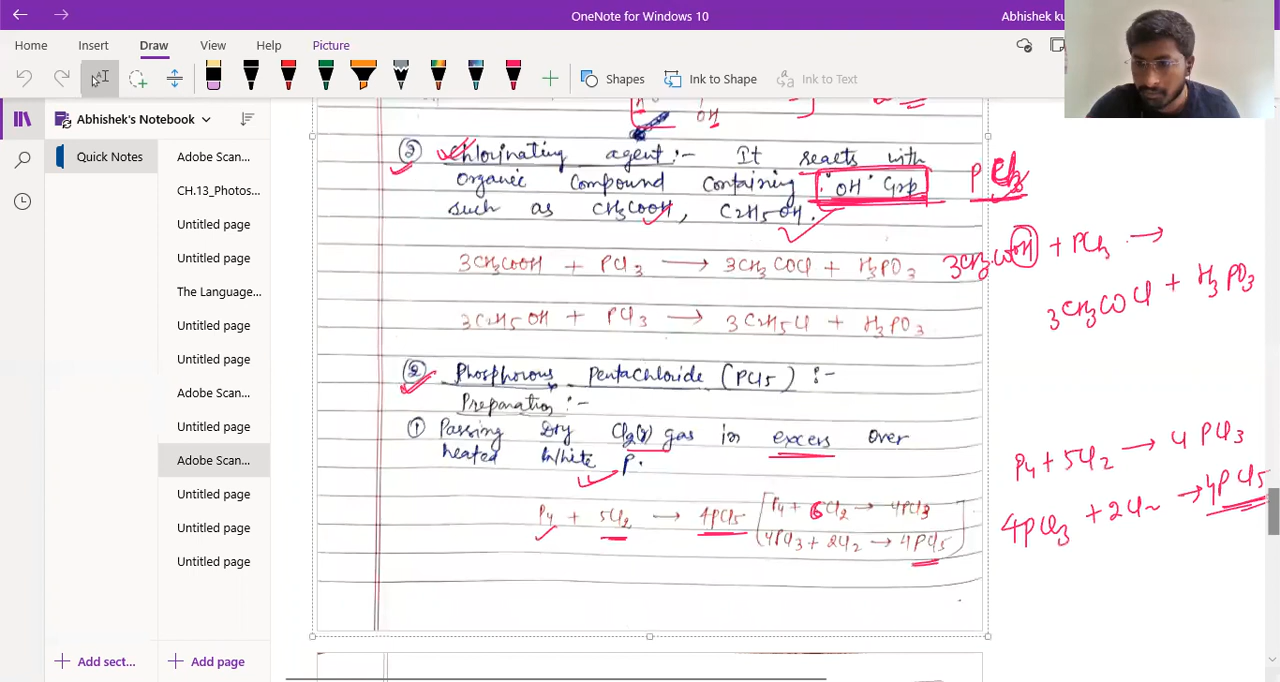 OneNote for Windows 10
Abhishek ku
Home Insert Draw View Help Picture
Shapes Ink to Shape Ink to Text
Abhishek's Notebook
Quick Notes
Adobe Scan...
CH.13_Photos...
Untitled page
Untitled page
The Language...
Untitled page
Untitled page
Adobe Scan...
Untitled page
Adobe Scan...
Untitled page
Untitled page
Untitled page
Add sect...
Add page
OH
③ Chlorinating agent :- It reacts with
Organic Compound Containing "OH" Grp
such as CH3COOH, C2H5OH.
PCl3
3CH3COOH + PCl3 → 3CH3COCl + H3PO3
3CH3COOH + PCl3 →
3CH3COCl + H3PO3
3C2H5OH + PCl3 → 3C2H5Cl + H3PO3
② Phosphorous Pentachloride (PCl5) :-
Preparation :-
① Passing Dry Cl2(g) gas in excess over
heated White P.
P4 + 5Cl2 → 4PCl5
P4 + 6Cl2 → 4PCl3
4PCl3 + 2Cl2 → 4PCl5
P4 + 5Cl2 → 4PCl3
4PCl3 + 2Cl2 → 4PCl5